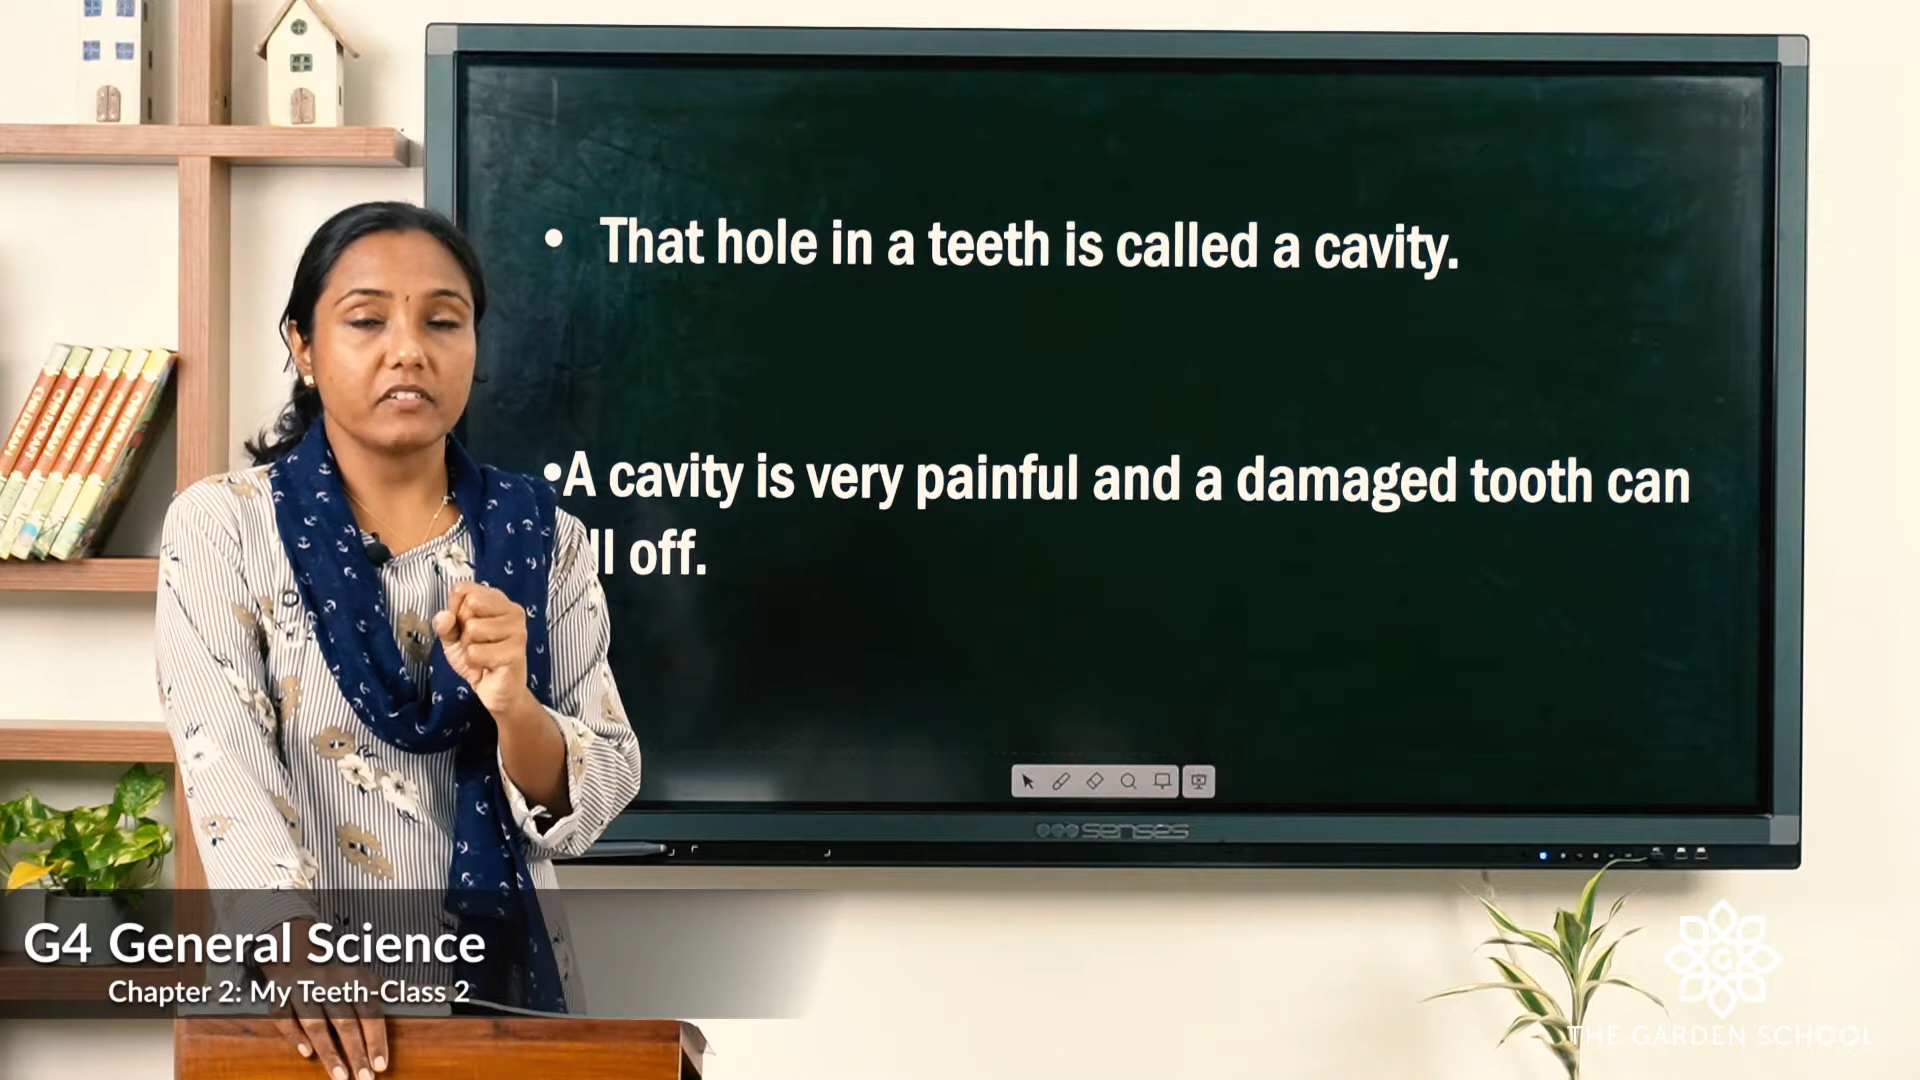 • That hole in a teeth is called a cavity.
•A cavity is very painful and a damaged tooth can
ll off.
senses
G4 General Science
Chapter 2: My Teeth-Class 2
G
THE GARDEN SCHOOL